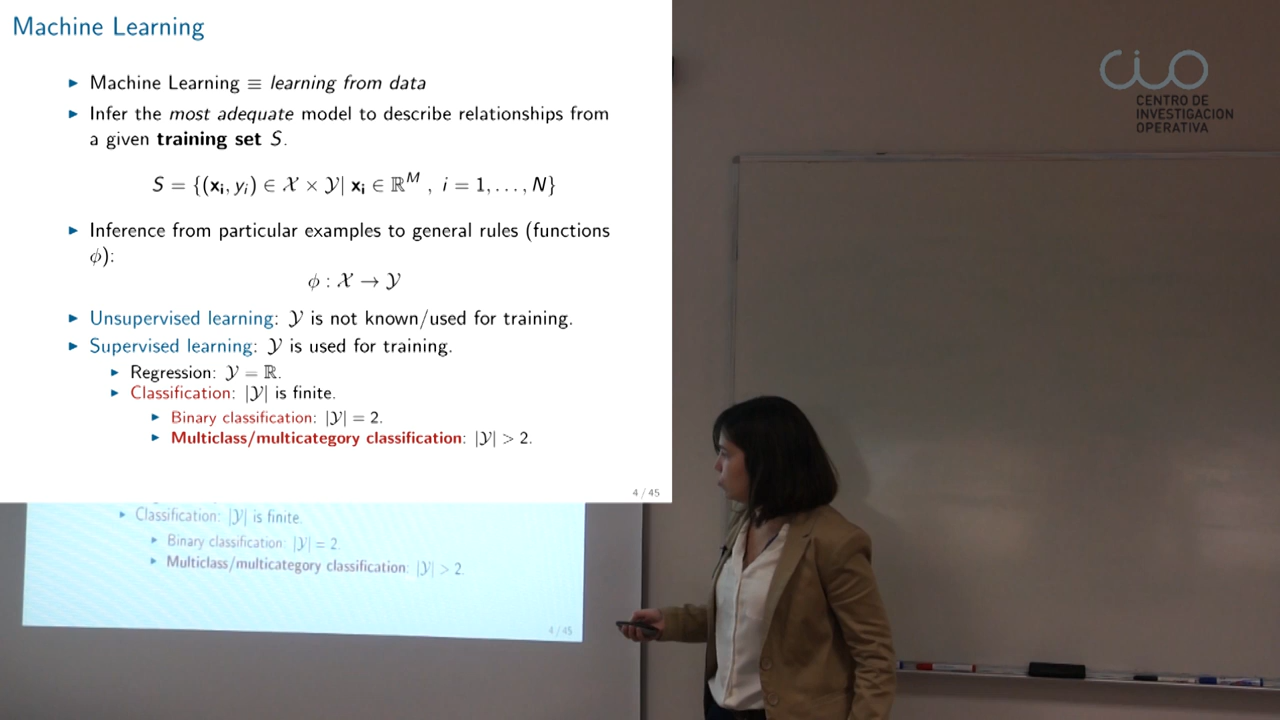 Machine Learning
▸ Machine Learning ≡ learning from data
▸ Infer the most adequate model to describe relationships from
a given training set S.
S = {(xᵢ, yᵢ) ∈ 𝒳 × 𝒴| xᵢ ∈ ℝᴹ , i = 1, . . . , N}
▸ Inference from particular examples to general rules (functions
ϕ):
ϕ : 𝒳 → 𝒴
▸ Unsupervised learning: 𝒴 is not known/used for training.
▸ Supervised learning: 𝒴 is used for training.
▸ Regression: 𝒴 = ℝ.
▸ Classification: |𝒴| is finite.
▸ Binary classification: |𝒴| = 2.
▸ Multiclass/multicategory classification: |𝒴| > 2.
4 / 45
▸ Classification: |𝒴| is finite.
▸ Binary classification: |𝒴| = 2.
▸ Multiclass/multicategory classification: |𝒴| > 2.
4 / 45
CIO
CENTRO DE
INVESTIGACION
OPERATIVA